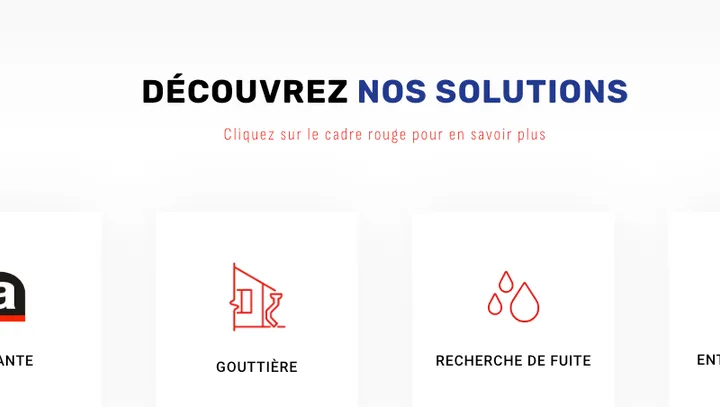 DÉCOUVREZ NOS SOLUTIONS
Cliquez sur le cadre rouge pour en savoir plus
a
ANTE
GOUTTIÈRE
RECHERCHE DE FUITE
ENT